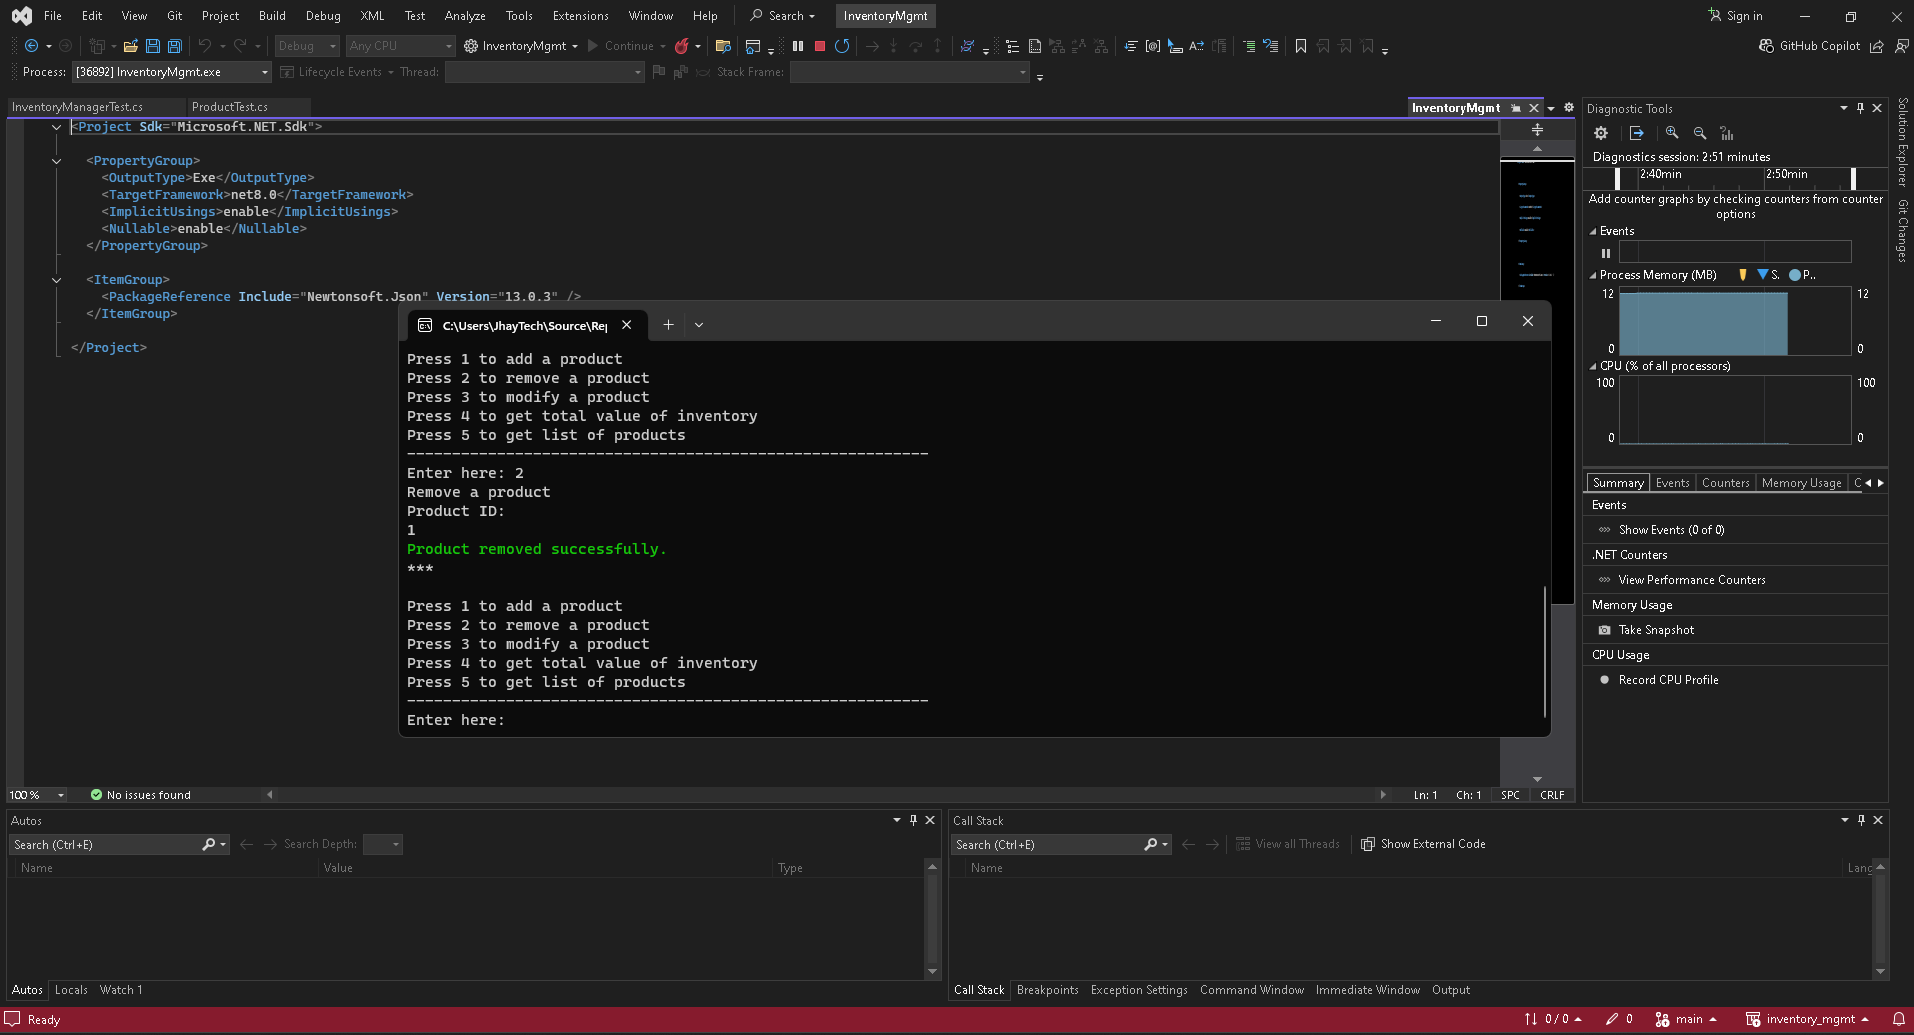 File Edit View Git Project Build Debug XML Test Analyze Tools Extensions Window Help Search InventoryMgmt Sign in
Debug Any CPU InventoryMgmt Continue GitHub Copilot
Process: [36892] InventoryMgmt.exe Lifecycle Events Thread: Stack Frame:
InventoryManagerTest.cs ProductTest.cs InventoryMgmt
<Project Sdk="Microsoft.NET.Sdk">
<PropertyGroup>
<OutputType>Exe</OutputType>
<TargetFramework>net8.0</TargetFramework>
<ImplicitUsings>enable</ImplicitUsings>
<Nullable>enable</Nullable>
</PropertyGroup>
<ItemGroup>
<PackageReference Include="Newtonsoft.Json" Version="13.0.3" />
</ItemGroup>
</Project>
C:\Users\JhayTech\Source\Rep
Press 1 to add a product
Press 2 to remove a product
Press 3 to modify a product
Press 4 to get total value of inventory
Press 5 to get list of products
----------------------------------------------------------
Enter here: 2
Remove a product
Product ID:
1
Product removed successfully.
***
Press 1 to add a product
Press 2 to remove a product
Press 3 to modify a product
Press 4 to get total value of inventory
Press 5 to get list of products
----------------------------------------------------------
Enter here:
100 % No issues found Ln: 1 Ch: 1 SPC CRLF
Diagnostic Tools
Diagnostics session: 2:51 minutes
2:40min 2:50min
Add counter graphs by checking counters from counter
options
Events
Process Memory (MB) S. P..
12 12
0 0
CPU (% of all processors)
100 100
0 0
Summary Events Counters Memory Usage C
Events
Show Events (0 of 0)
.NET Counters
View Performance Counters
Memory Usage
Take Snapshot
CPU Usage
Record CPU Profile
Solution Explorer
Git Changes
Autos
Search (Ctrl+E) Search Depth:
Name Value Type
Autos Locals Watch 1
Call Stack
Search (Ctrl+E) View all Threads Show External Code
Name Lang
Call Stack Breakpoints Exception Settings Command Window Immediate Window Output
Ready 0 / 0 0 main inventory_mgmt